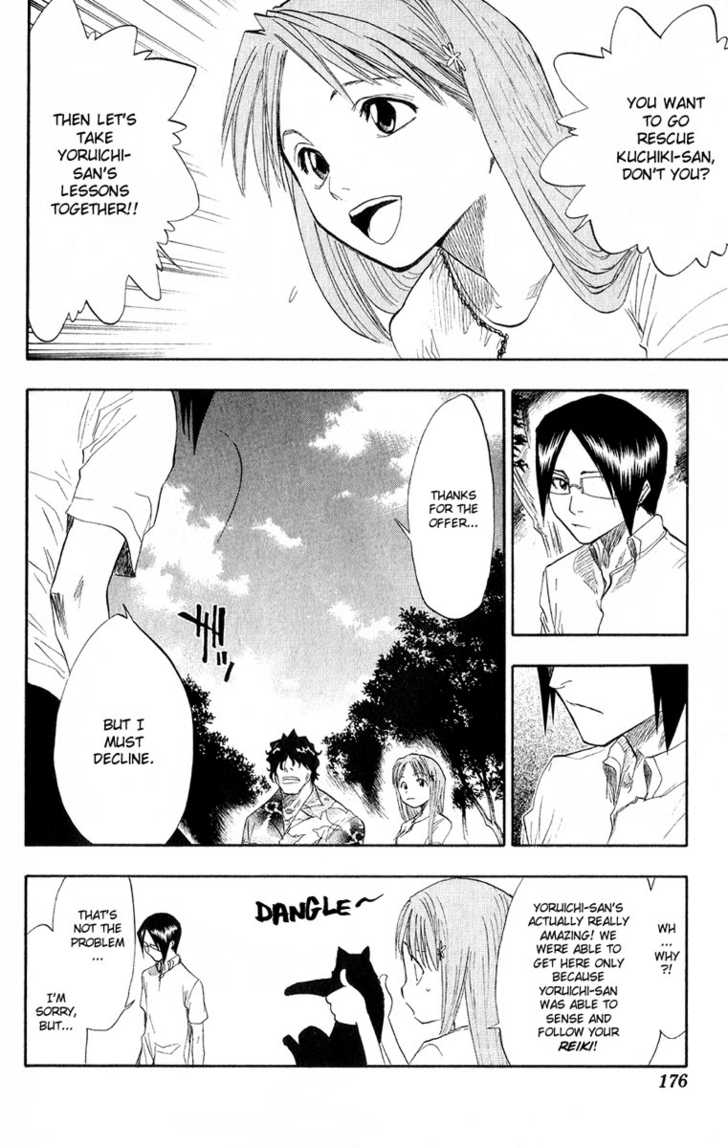 YOU WANT
TO GO
RESCUE
KUCHIKI-SAN,
DON'T YOU?
THEN LET'S
TAKE
YORUICHI-
SAN'S
LESSONS
TOGETHER!!
THANKS
FOR THE
OFFER...
BUT I
MUST
DECLINE.
WH
...
WHY
?!
YORUICHI-SAN'S
ACTUALLY REALLY
AMAZING! WE
WERE ABLE TO
GET HERE ONLY
BECAUSE
YORUICHI-SAN
WAS ABLE TO
SENSE AND
FOLLOW YOUR
REIKI!
DANGLE~
THAT'S
NOT THE
PROBLEM
...
I'M
SORRY,
BUT...
176